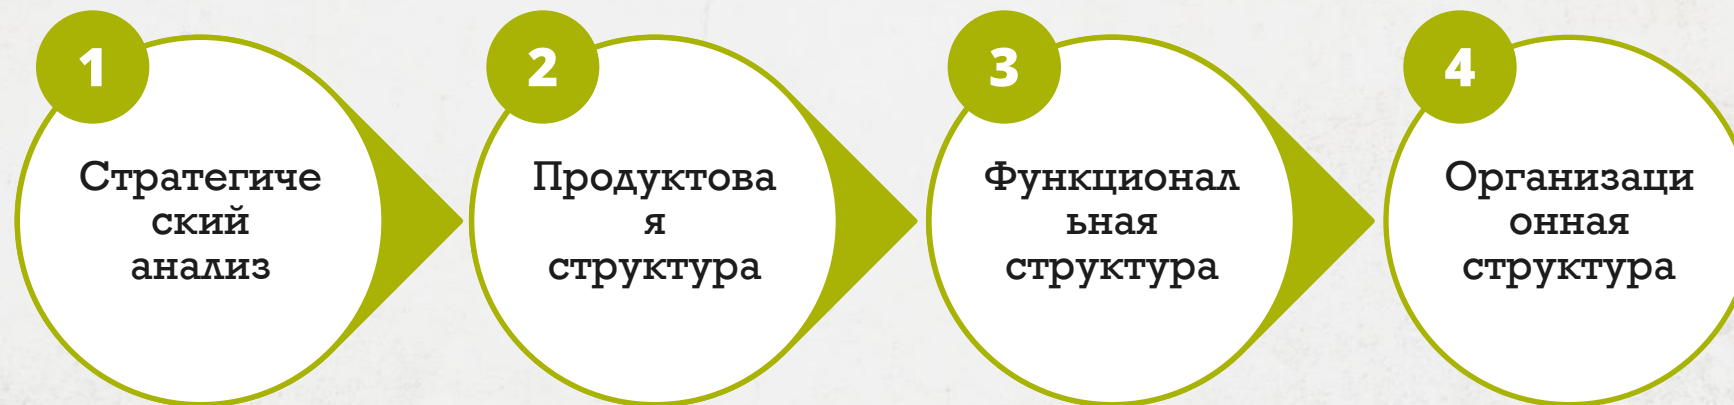 1
Стратегиче
ский
анализ
2
Продуктова
я
структура
3
Функционал
ьная
структура
4
Организаци
онная
структура